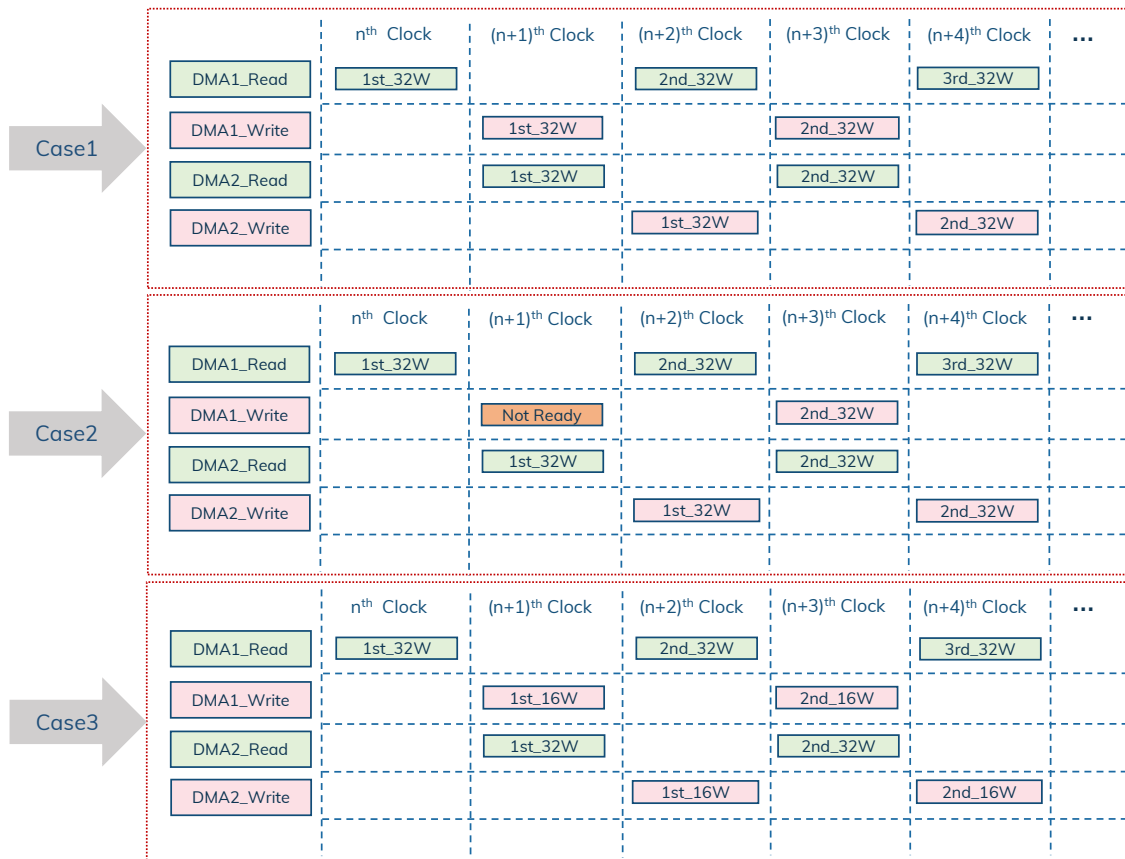 nth Clock (n+1)th Clock (n+2)th Clock (n+3)th Clock (n+4)th Clock ...
DMA1_Read 1st_32W 2nd_32W 3rd_32W
DMA1_Write 1st_32W 2nd_32W
Case1
DMA2_Read 1st_32W 2nd_32W
DMA2_Write 1st_32W 2nd_32W
nth Clock (n+1)th Clock (n+2)th Clock (n+3)th Clock (n+4)th Clock ...
DMA1_Read 1st_32W 2nd_32W 3rd_32W
DMA1_Write Not Ready 2nd_32W
Case2
DMA2_Read 1st_32W 2nd_32W
DMA2_Write 1st_32W 2nd_32W
nth Clock (n+1)th Clock (n+2)th Clock (n+3)th Clock (n+4)th Clock ...
DMA1_Read 1st_32W 2nd_32W 3rd_32W
DMA1_Write 1st_16W 2nd_16W
Case3
DMA2_Read 1st_32W 2nd_32W
DMA2_Write 1st_16W 2nd_16W